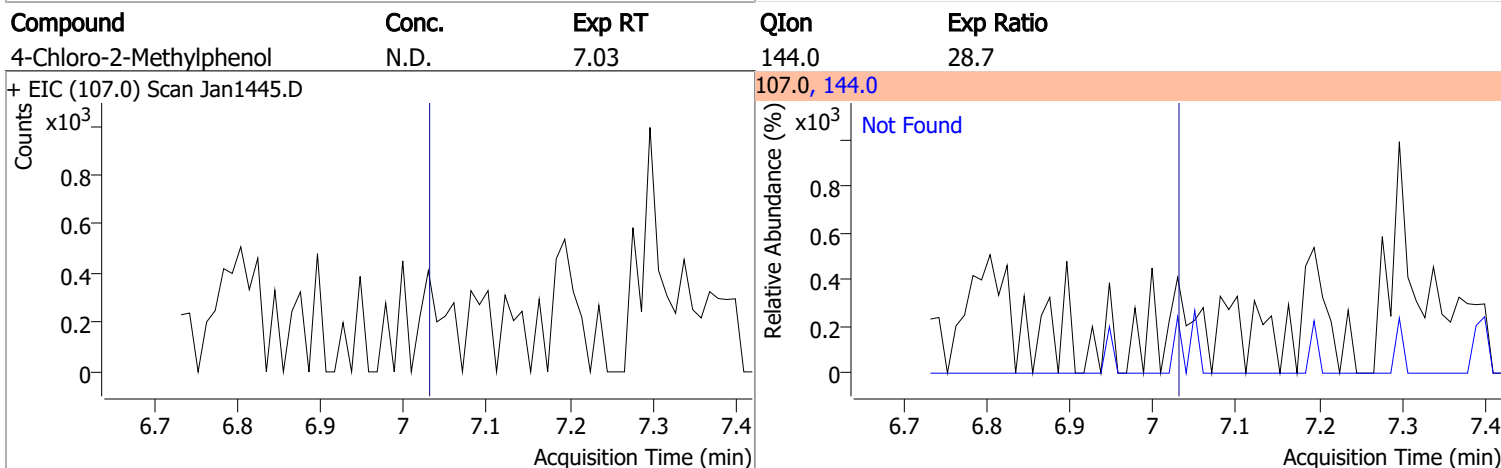 Compound Conc. Exp RT QIon Exp Ratio
4-Chloro-2-Methylphenol N.D. 7.03 144.0 28.7
+ EIC (107.0) Scan Jan1445.D
Counts
x10³
0.8
0.6
0.4
0.2
0
6.7 6.8 6.9 7 7.1 7.2 7.3 7.4
Acquisition Time (min)
107.0, 144.0
Relative Abundance (%)
x10³
Not Found
0.8
0.6
0.4
0.2
0
6.7 6.8 6.9 7 7.1 7.2 7.3 7.4
Acquisition Time (min)